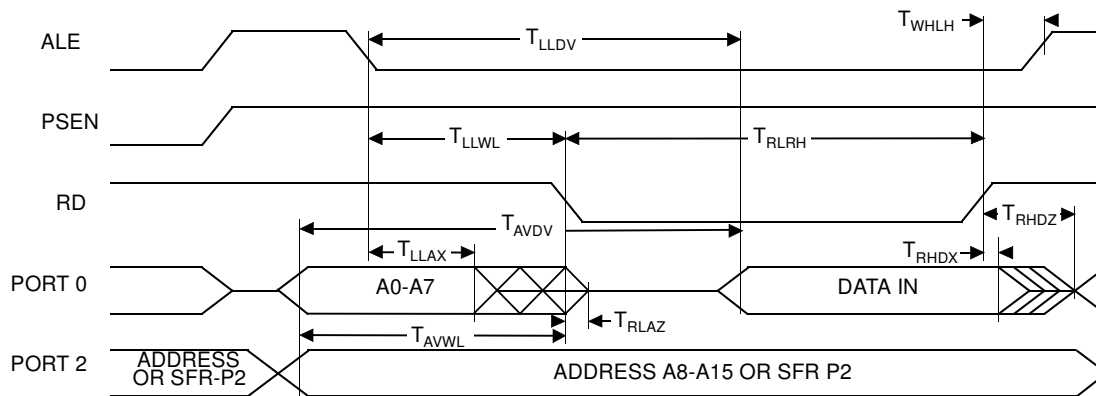 ALE
T_LLDV
T_WHLH
PSEN
T_LLWL
T_RLRH
RD
T_AVDV
T_RHDZ
T_LLAX
T_RHDX
PORT 0
A0-A7
DATA IN
T_RLAZ
T_AVWL
PORT 2
ADDRESS
OR SFR-P2
ADDRESS A8-A15 OR SFR P2